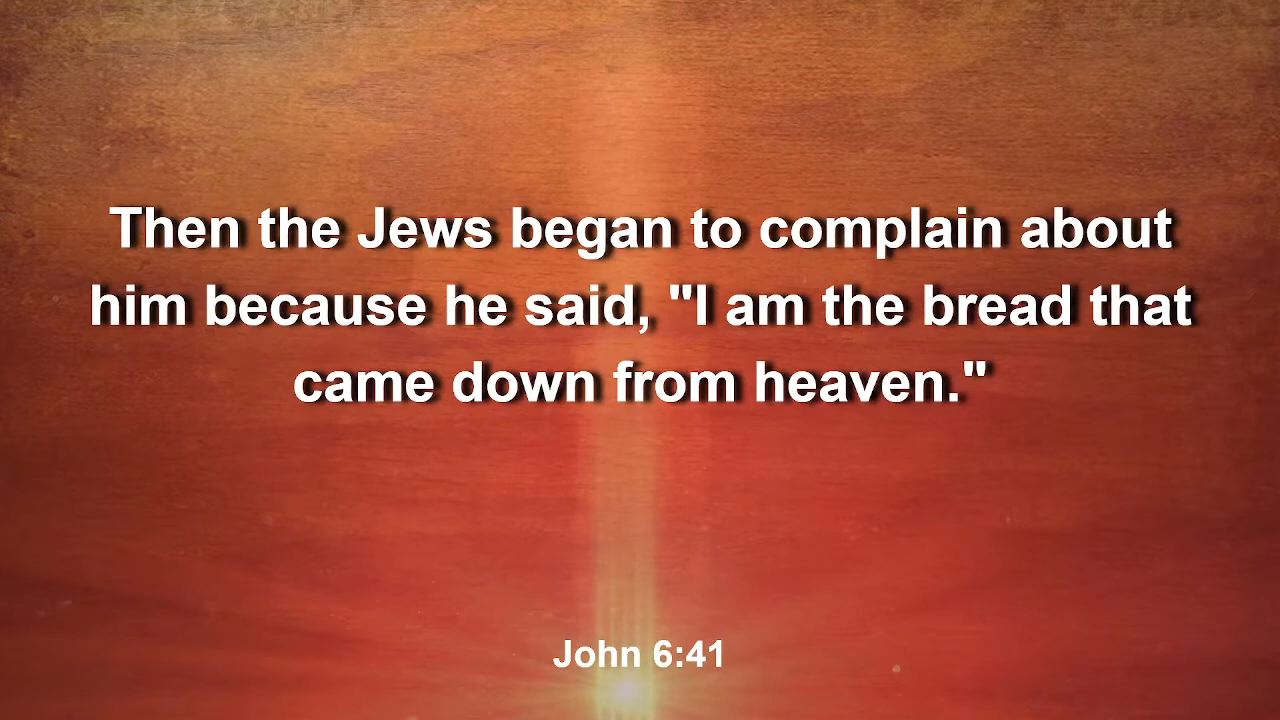 Then the Jews began to complain about
him because he said, "I am the bread that
came down from heaven."
John 6:41